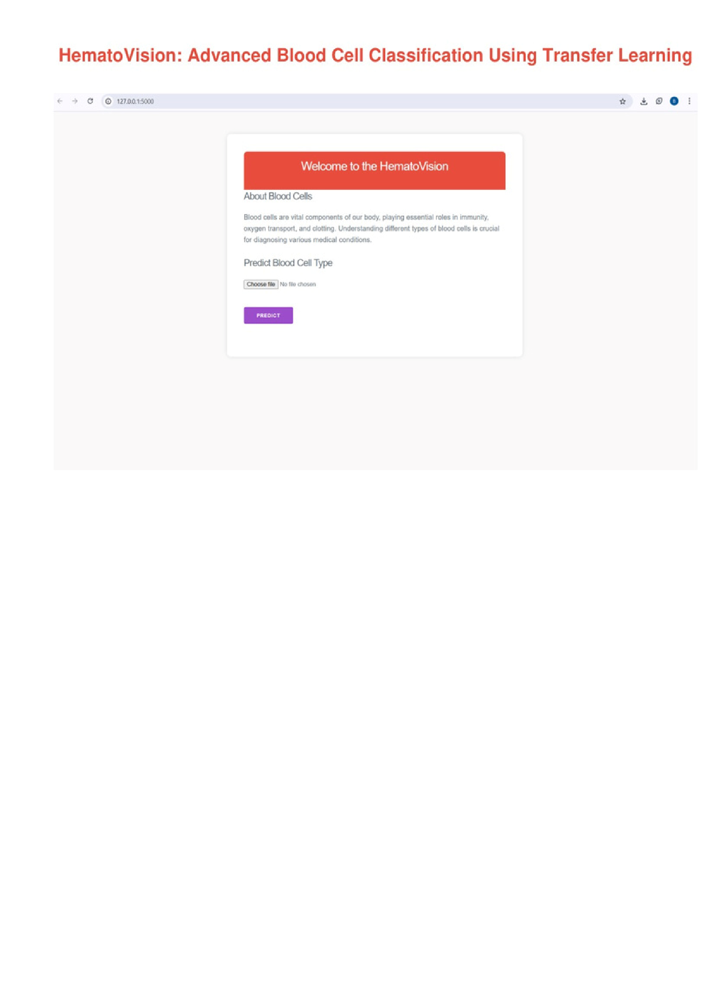 HematoVision: Advanced Blood Cell Classification Using Transfer Learning
127.0.0.1:5000
Welcome to the HematoVision
About Blood Cells
Blood cells are vital components of our body, playing essential roles in immunity,
oxygen transport, and clotting. Understanding different types of blood cells is crucial
for diagnosing various medical conditions.
Predict Blood Cell Type
Choose file No file chosen
PREDICT